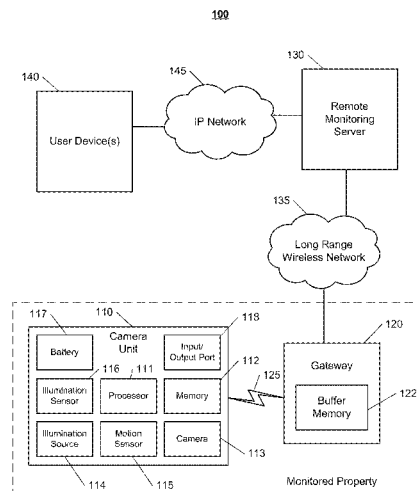 100
130
140
145
Remote
Monitoring
Server
User Device(s)
IP Network
135
Long Range
Wireless Network
117
110
118
120
Camera
Unit
Battery
Input/
Output Port
116
111
112
125
Gateway
Illumination
Sensor
Processor
Memory
Buffer
Memory
122
Illumination
Source
Motion
Sensor
Camera
113
114
115
Monitored Property